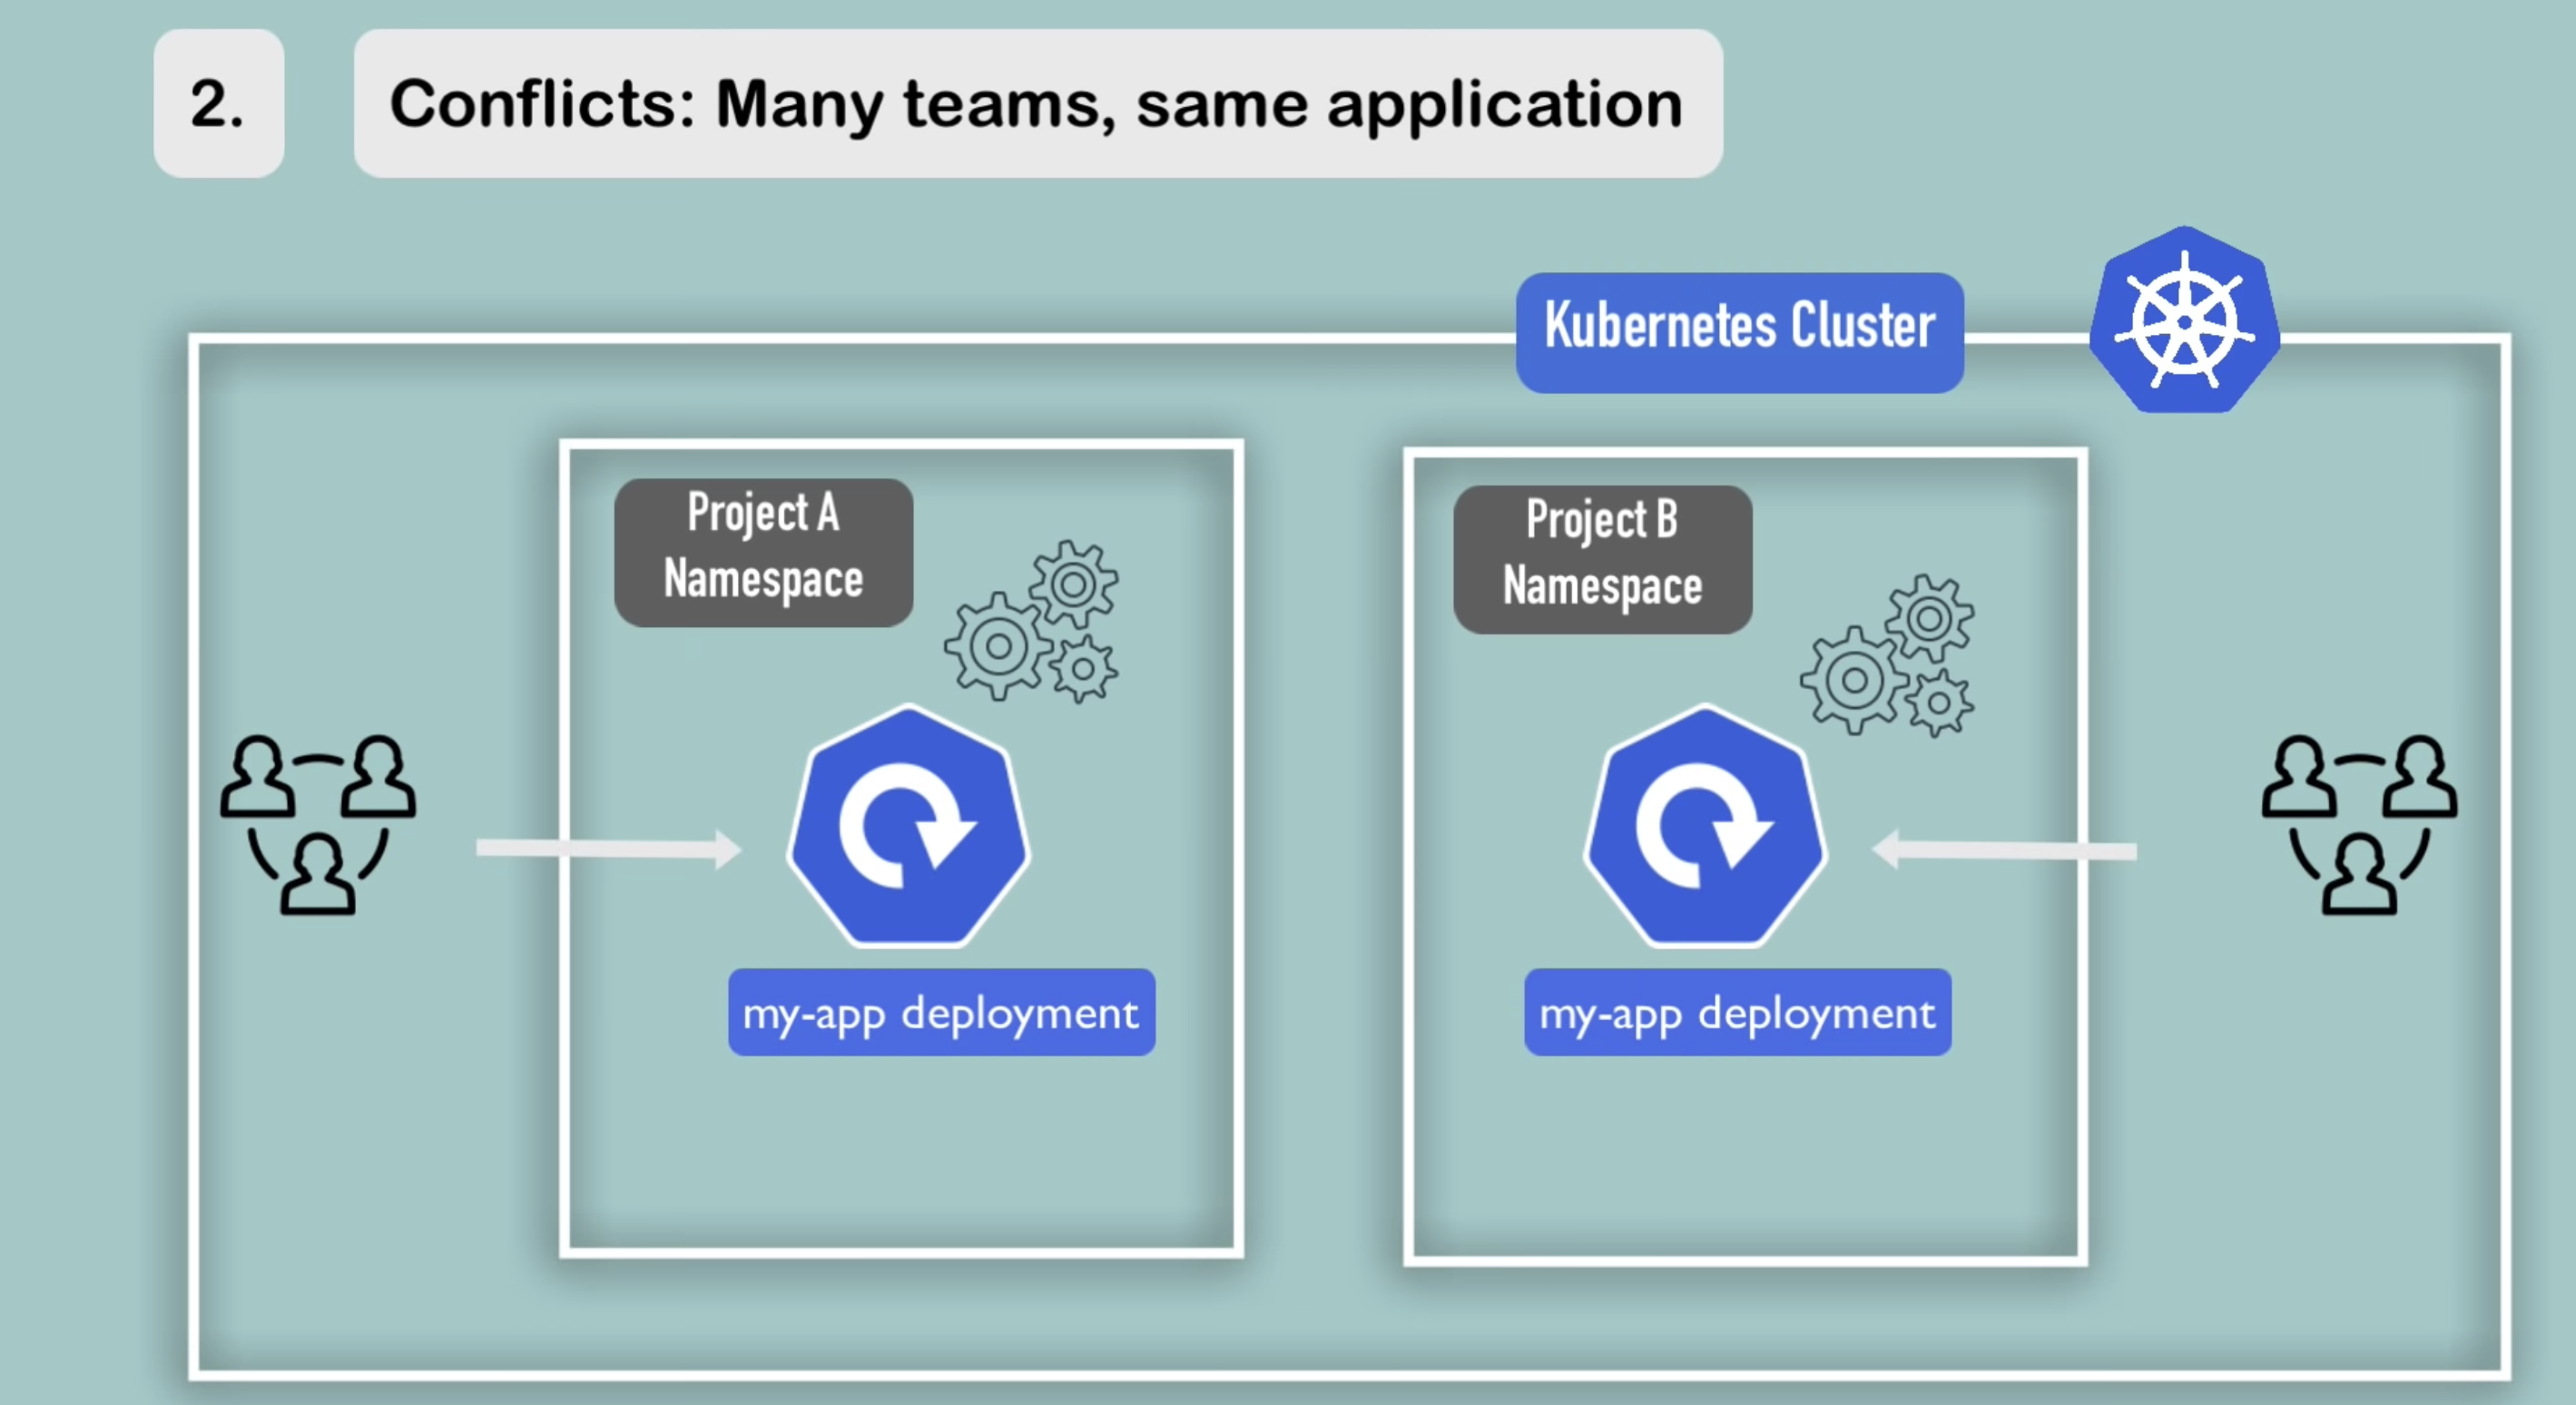 2.
Conflicts: Many teams, same application
Kubernetes Cluster
Project A
Namespace
Project B
Namespace
my-app deployment
my-app deployment